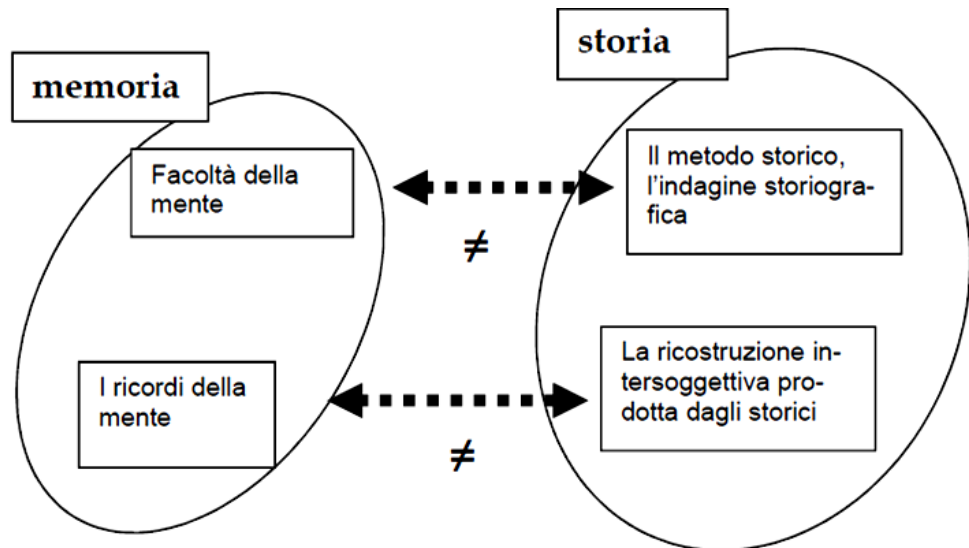 memoria
storia
Facoltà della
mente
Il metodo storico,
l'indagine storiogra-
fica
≠
I ricordi della
mente
La ricostruzione in-
tersoggettiva pro-
dotta dagli storici
≠